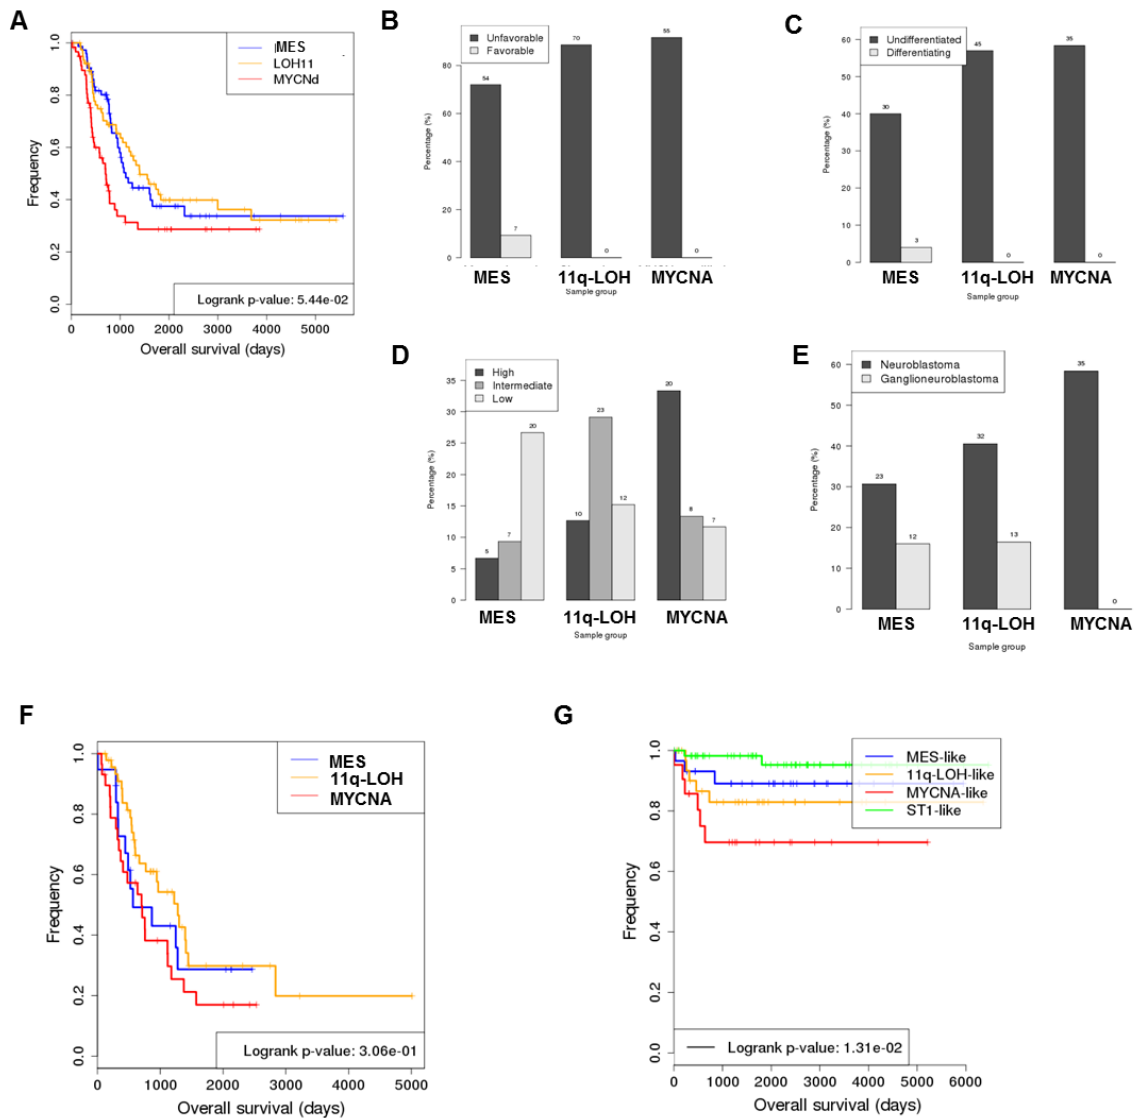 A
MES
LOH11
MYCNd
Frequency
0.0
0.2
0.4
0.6
0.8
1.0
Logrank p-value: 5.44e-02
0 1000 2000 3000 4000 5000
Overall survival (days)
B
Unfavorable
Favorable
Percentage (%)
0
20
40
60
80
54
7
70
0
55
0
MES 11q-LOH MYCNA
Sample group
C
Undifferentiated
Differentiating
Percentage (%)
0
10
20
30
40
50
60
30
3
45
0
35
0
MES 11q-LOH MYCNA
Sample group
D
High
Intermediate
Low
Percentage (%)
0
5
10
15
20
25
30
35
5
7
20
10
23
12
20
8
7
MES 11q-LOH MYCNA
Sample group
E
Neuroblastoma
Ganglioneuroblastoma
Percentage (%)
0
10
20
30
40
50
60
23
12
32
13
35
0
MES 11q-LOH MYCNA
Sample group
F
MES
11q-LOH
MYCNA
Frequency
0.0
0.2
0.4
0.6
0.8
1.0
Logrank p-value: 3.06e-01
0 1000 2000 3000 4000 5000
Overall survival (days)
G
MES-like
11q-LOH-like
MYCNA-like
ST1-like
Frequency
0.0
0.2
0.4
0.6
0.8
1.0
Logrank p-value: 1.31e-02
0 1000 2000 3000 4000 5000 6000
Overall survival (days)